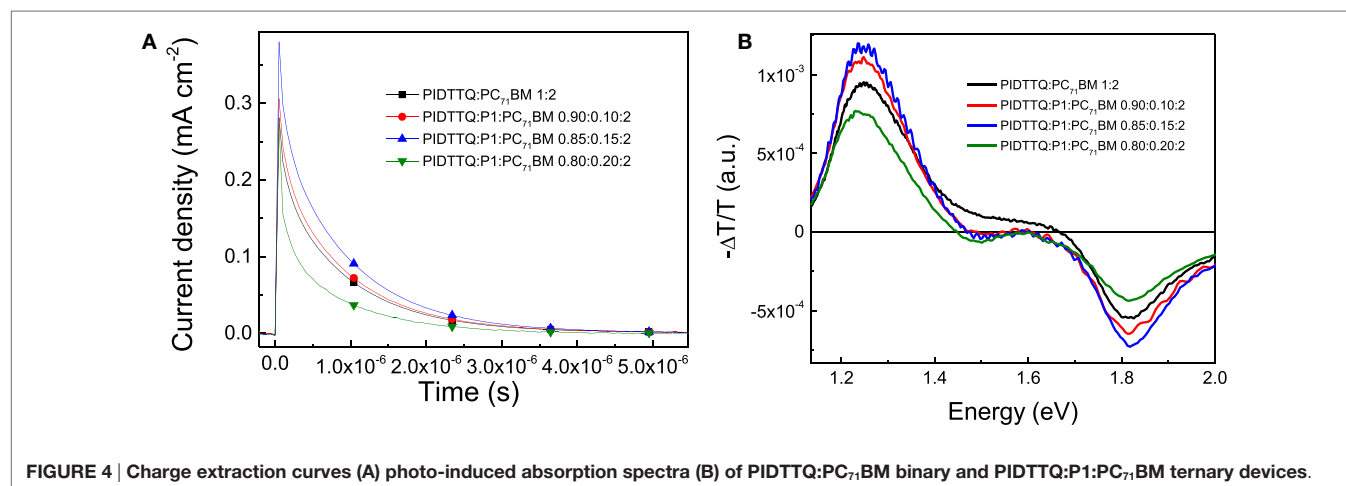 A
Current density (mA cm⁻²)
0.3
0.2
0.1
0.0
PIDTTQ:PC₇₁BM 1:2
PIDTTQ:P1:PC₇₁BM 0.90:0.10:2
PIDTTQ:P1:PC₇₁BM 0.85:0.15:2
PIDTTQ:P1:PC₇₁BM 0.80:0.20:2
0.0 1.0x10⁻⁶ 2.0x10⁻⁶ 3.0x10⁻⁶ 4.0x10⁻⁶ 5.0x10⁻⁶
Time (s)
B
-ΔT/T (a.u.)
1x10⁻³
5x10⁻⁴
0
-5x10⁻⁴
PIDTTQ:PC₇₁BM 1:2
PIDTTQ:P1:PC₇₁BM 0.90:0.10:2
PIDTTQ:P1:PC₇₁BM 0.85:0.15:2
PIDTTQ:P1:PC₇₁BM 0.80:0.20:2
1.2 1.4 1.6 1.8 2.0
Energy (eV)
FIGURE 4 | Charge extraction curves (A) photo-induced absorption spectra (B) of PIDTTQ:PC₇₁BM binary and PIDTTQ:P1:PC₇₁BM ternary devices.